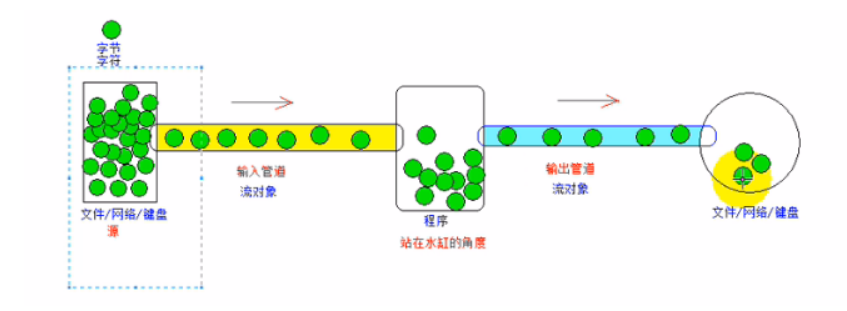 字节
字符
输入管道
流对象
文件/网络/键盘
源
程序
站在水缸的角度
输出管道
流对象
文件/网络/键盘